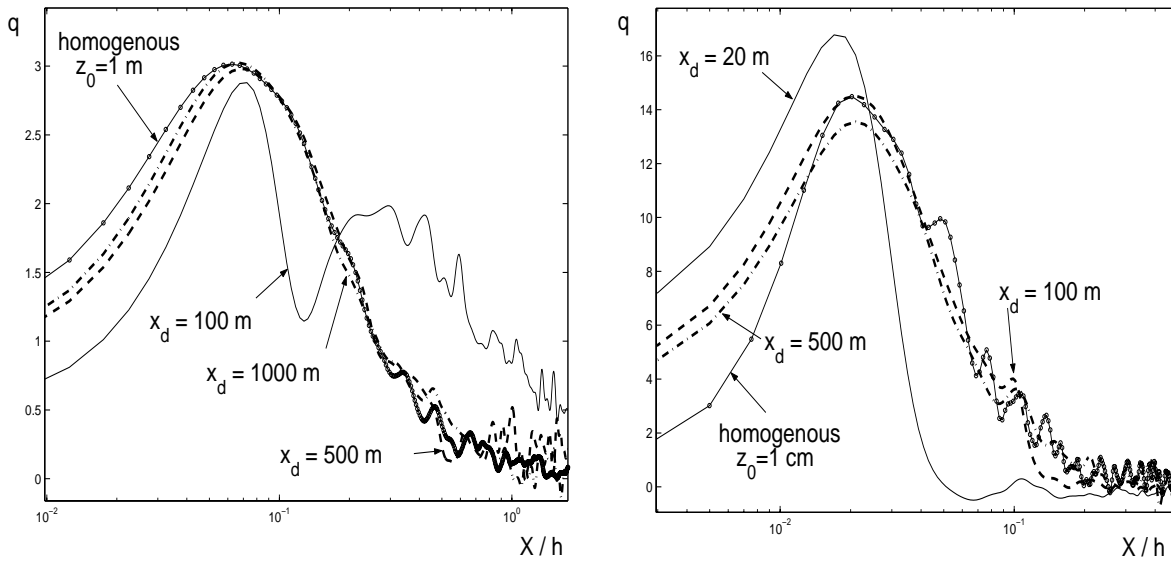 q
homogenous
z0=1 m
3
2.5
2
1.5
1
0.5
0
xd = 100 m
xd = 1000 m
xd = 500 m
10-2
10-1
100
X / h
q
16
14
12
10
8
6
4
2
0
xd = 20 m
xd = 100 m
xd = 500 m
homogenous
z0=1 cm
10-2
10-1
X / h